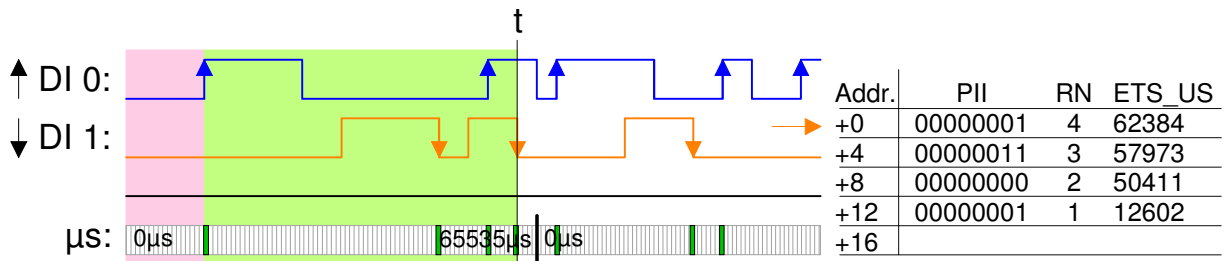 t
↑ DI 0:
↓ DI 1:
µs: 0µs 65535µs 0µs
Addr. PII RN ETS_US
+0 00000001 4 62384
+4 00000011 3 57973
+8 00000000 2 50411
+12 00000001 1 12602
+16